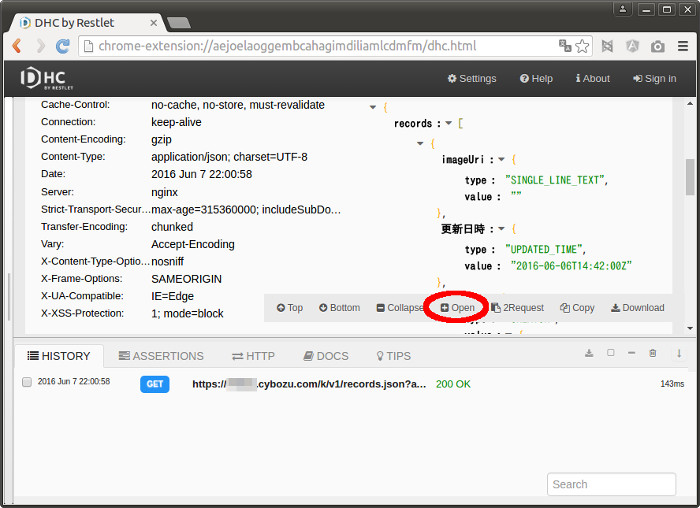 DHC by Restlet
chrome-extension://aejoelaoggembcahagimdiliamlcdmfm/dhc.html
DHC
BY RESTLET
Settings
Help
About
Sign in
Cache-Control: no-cache, no-store, must-revalidate
Connection: keep-alive
Content-Encoding: gzip
Content-Type: application/json; charset=UTF-8
Date: 2016 Jun 7 22:00:58
Server: nginx
Strict-Transport-Secur... max-age=315360000; includeSubDo...
Transfer-Encoding: chunked
Vary: Accept-Encoding
X-Content-Type-Optio... nosniff
X-Frame-Options: SAMEORIGIN
X-UA-Compatible: IE=Edge
X-XSS-Protection: 1; mode=block
{
records : [
{
imageUri : {
type : "SINGLE_LINE_TEXT",
value : ""
},
更新日時 : {
type : "UPDATED_TIME",
value : "2016-06-06T14:42:00Z"
},
Top
Bottom
Collapse
Open
2Request
Copy
Download
HISTORY
ASSERTIONS
HTTP
DOCS
TIPS
2016 Jun 7 22:00:58 GET https://
.cybozu.com/k/v1/records.json?a... 200 OK 143ms
Search